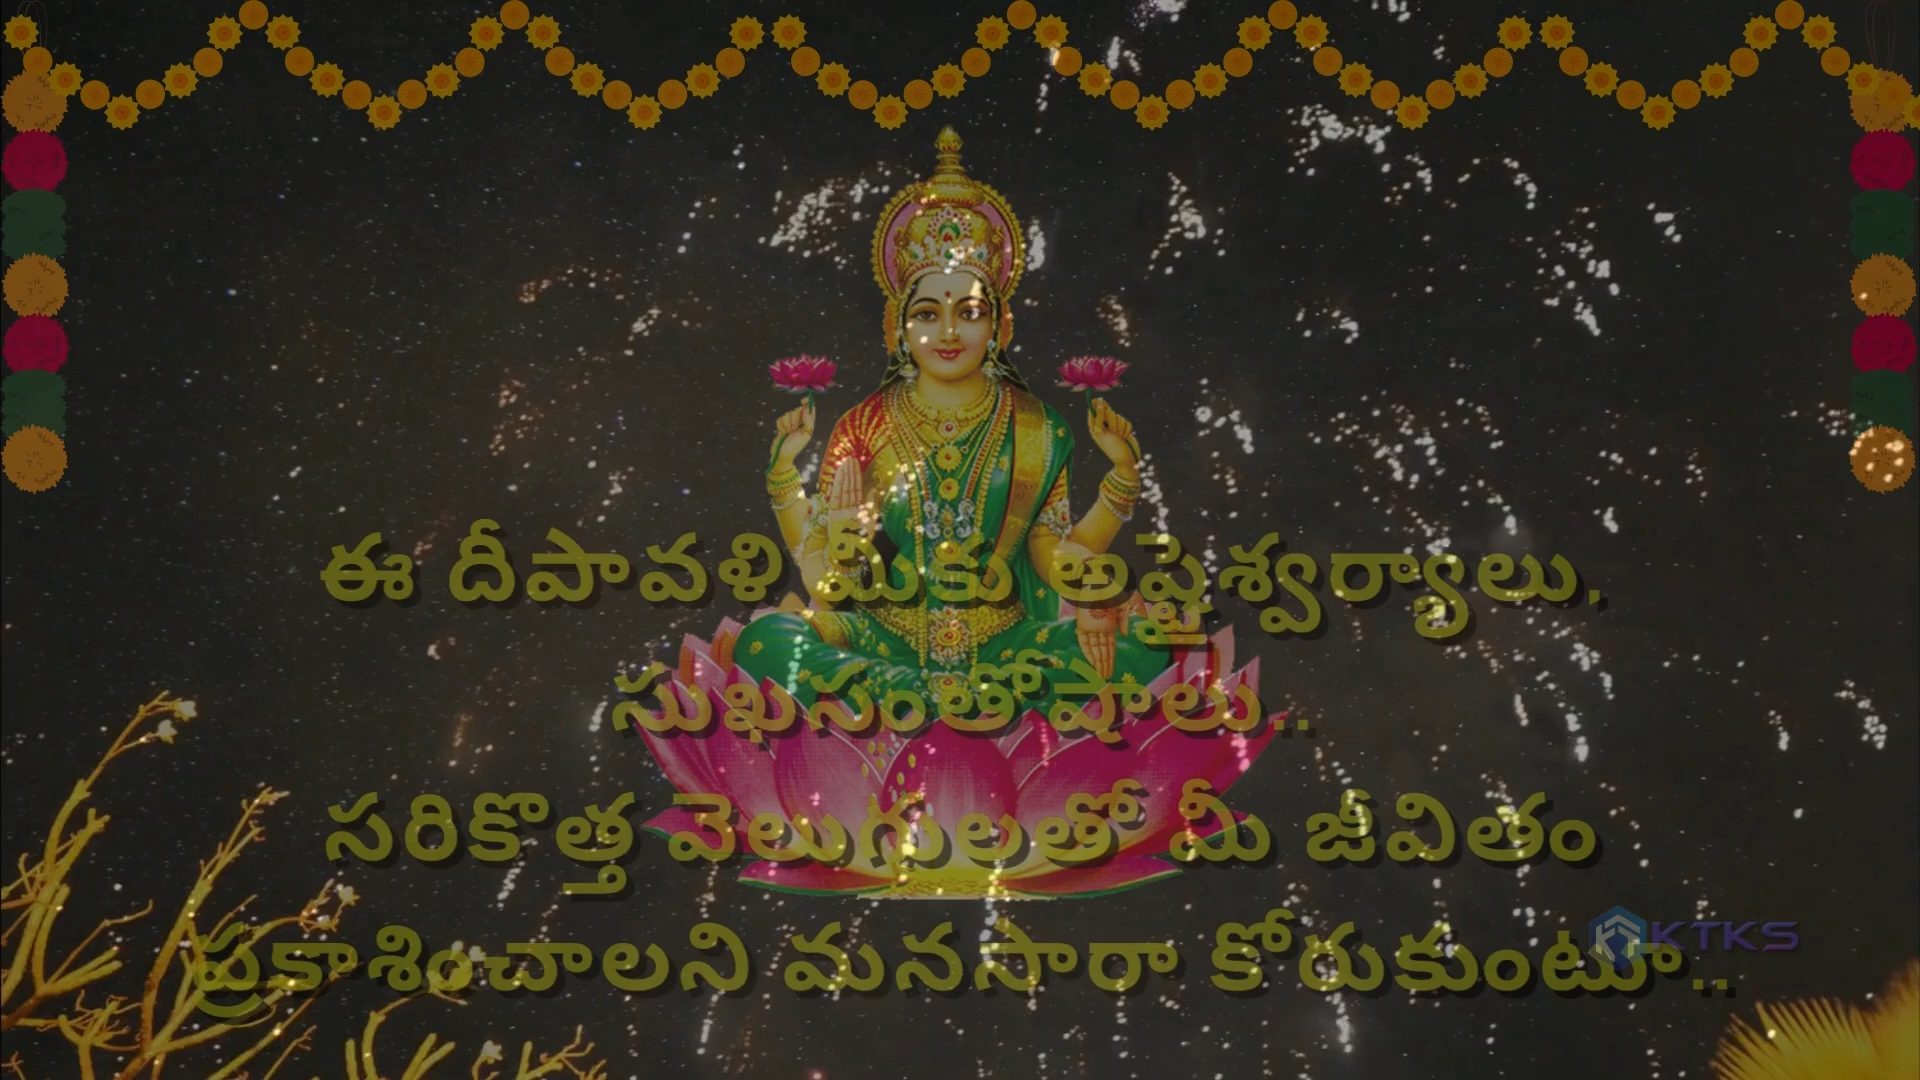 ఈ దీపావళి మీకు అష్టైశ్వర్యాలు,
సుఖసంతోషాలు..
సరికొత్త వెలుగులతో మీ జీవితం
ప్రకాశించాలని మనసారా కోరుకుంటూ..
KTKS